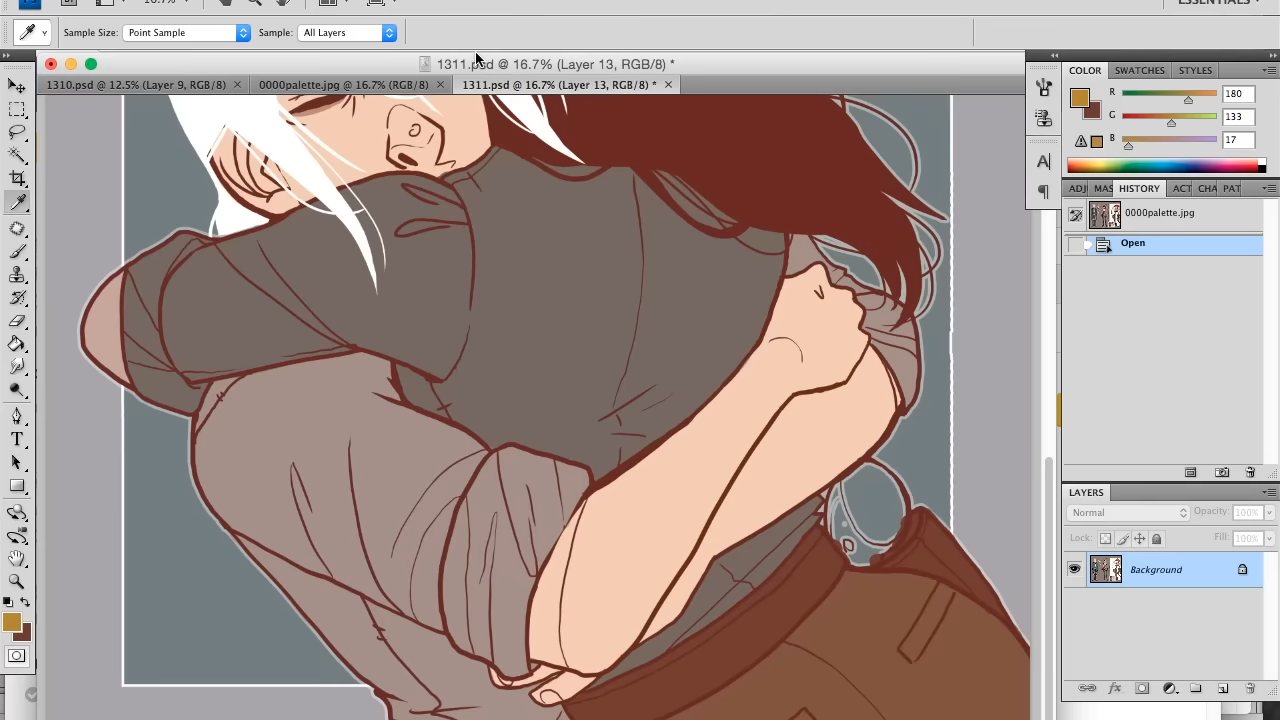 16.7%
ESSENTIALS
Sample Size: Point Sample Sample: All Layers
1311.psd @ 16.7% (Layer 13, RGB/8) *
1310.psd @ 12.5% (Layer 9, RGB/8)
0000palette.jpg @ 16.7% (RGB/8)
1311.psd @ 16.7% (Layer 13, RGB/8) *
COLOR SWATCHES STYLES
R 180
G 133
B 17
ADJ MAS HISTORY ACT CHA PAT
0000palette.jpg
Open
LAYERS
Normal Opacity: 100%
Lock: Fill: 100%
Background